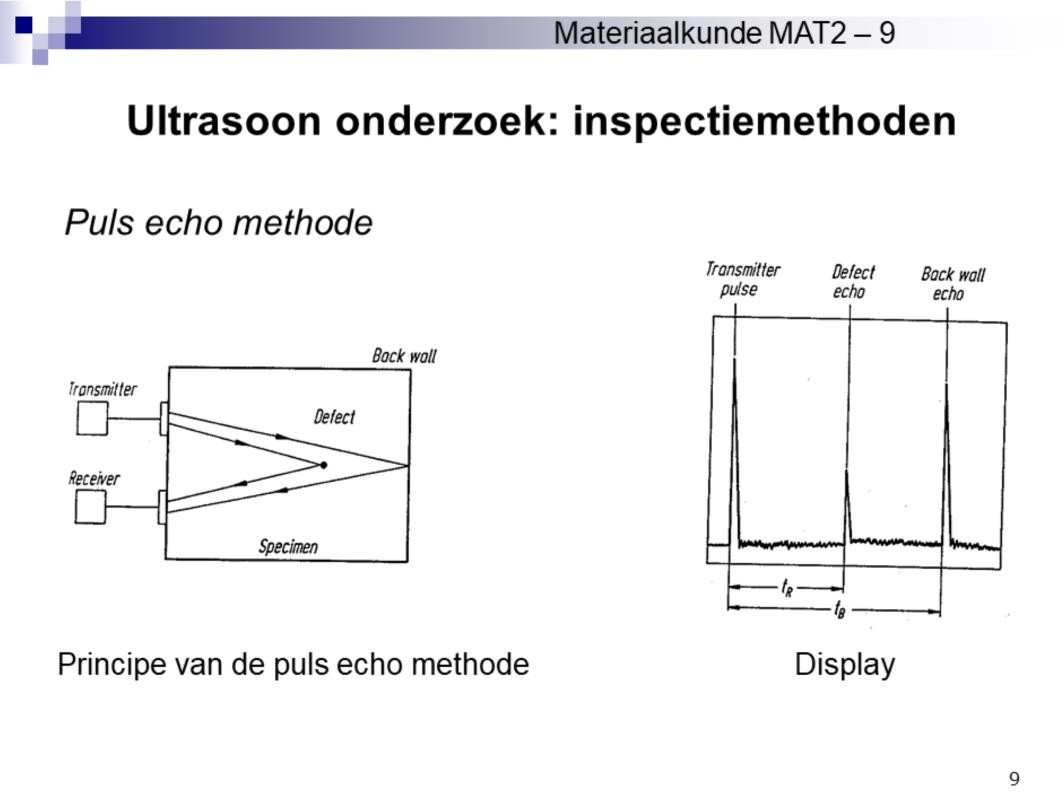 Materiaalkunde MAT2 – 9
Ultrasoon onderzoek: inspectiemethoden
Puls echo methode
Transmitter
pulse
Defect
echo
Back wall
echo
Back wall
Transmitter
Defect
Receiver
Specimen
tR
tB
Principe van de puls echo methode
Display
9